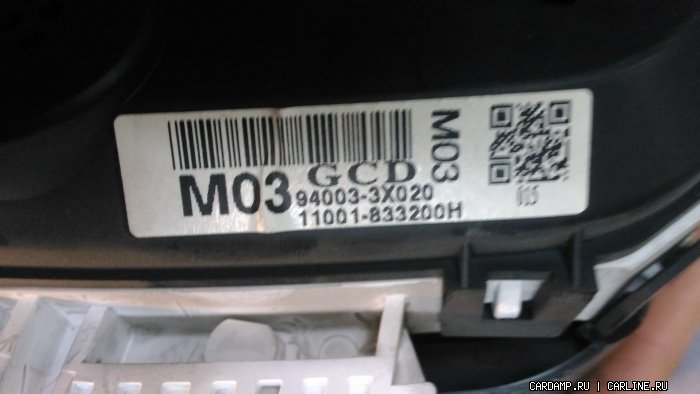 GCD
M03
M03
94003-3X020
11001-833200H
CARDAMP.RU | CARLINE.RU